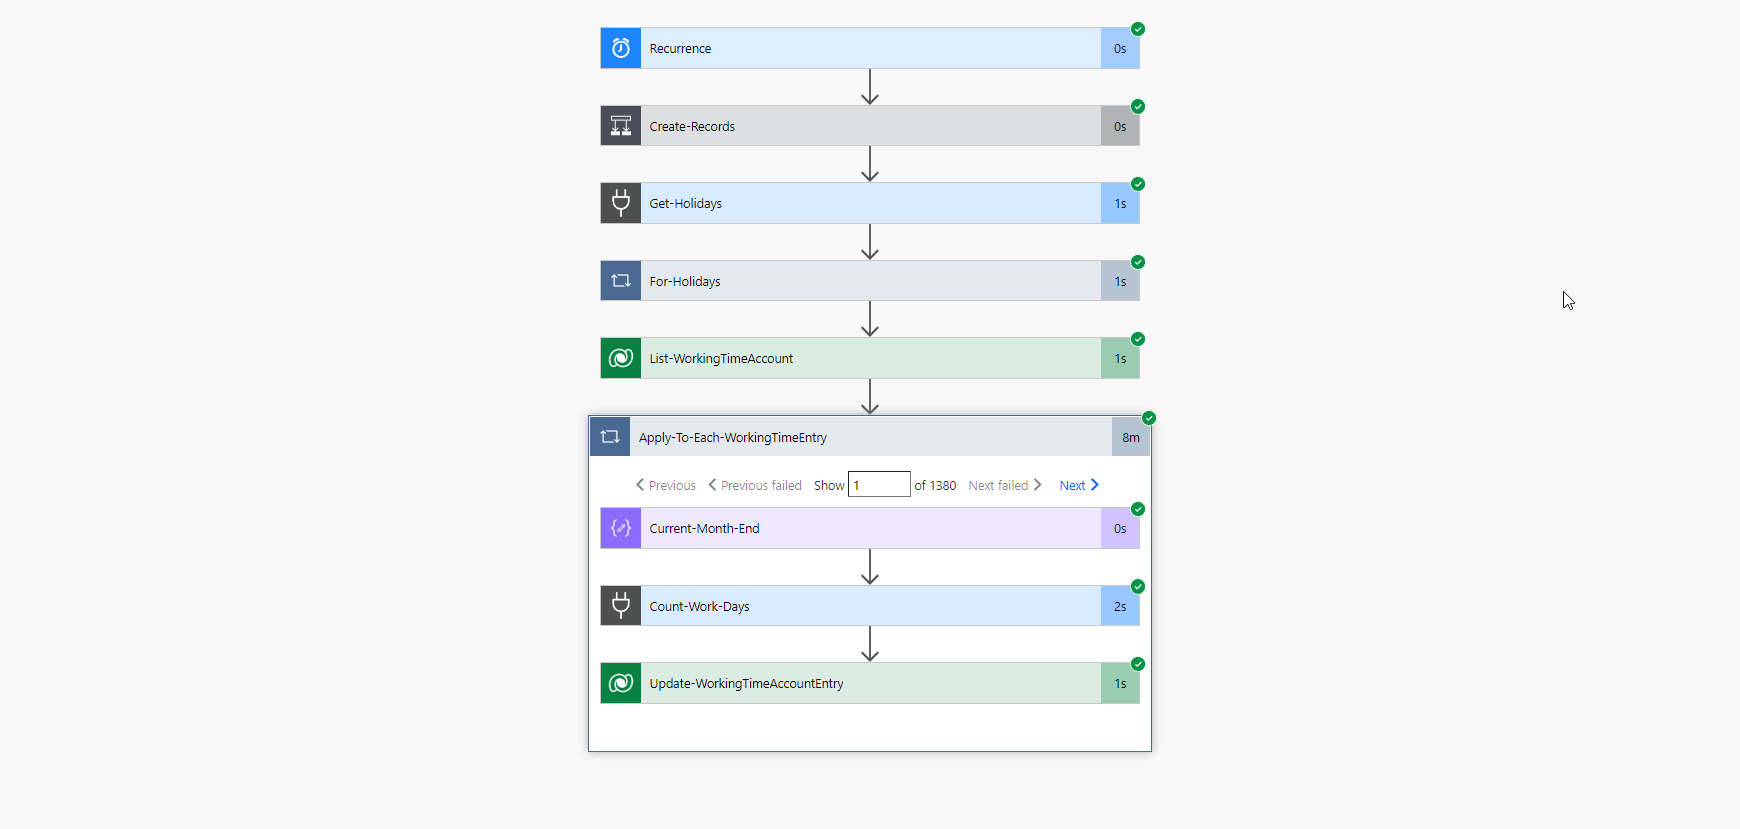 Recurrence 0s
Create-Records 0s
Get-Holidays 1s
For-Holidays 1s
List-WorkingTimeAccount 1s
Apply-To-Each-WorkingTimeEntry 8m
Previous Previous failed Show 1 of 1380 Next failed Next
Current-Month-End 0s
Count-Work-Days 2s
Update-WorkingTimeAccountEntry 1s